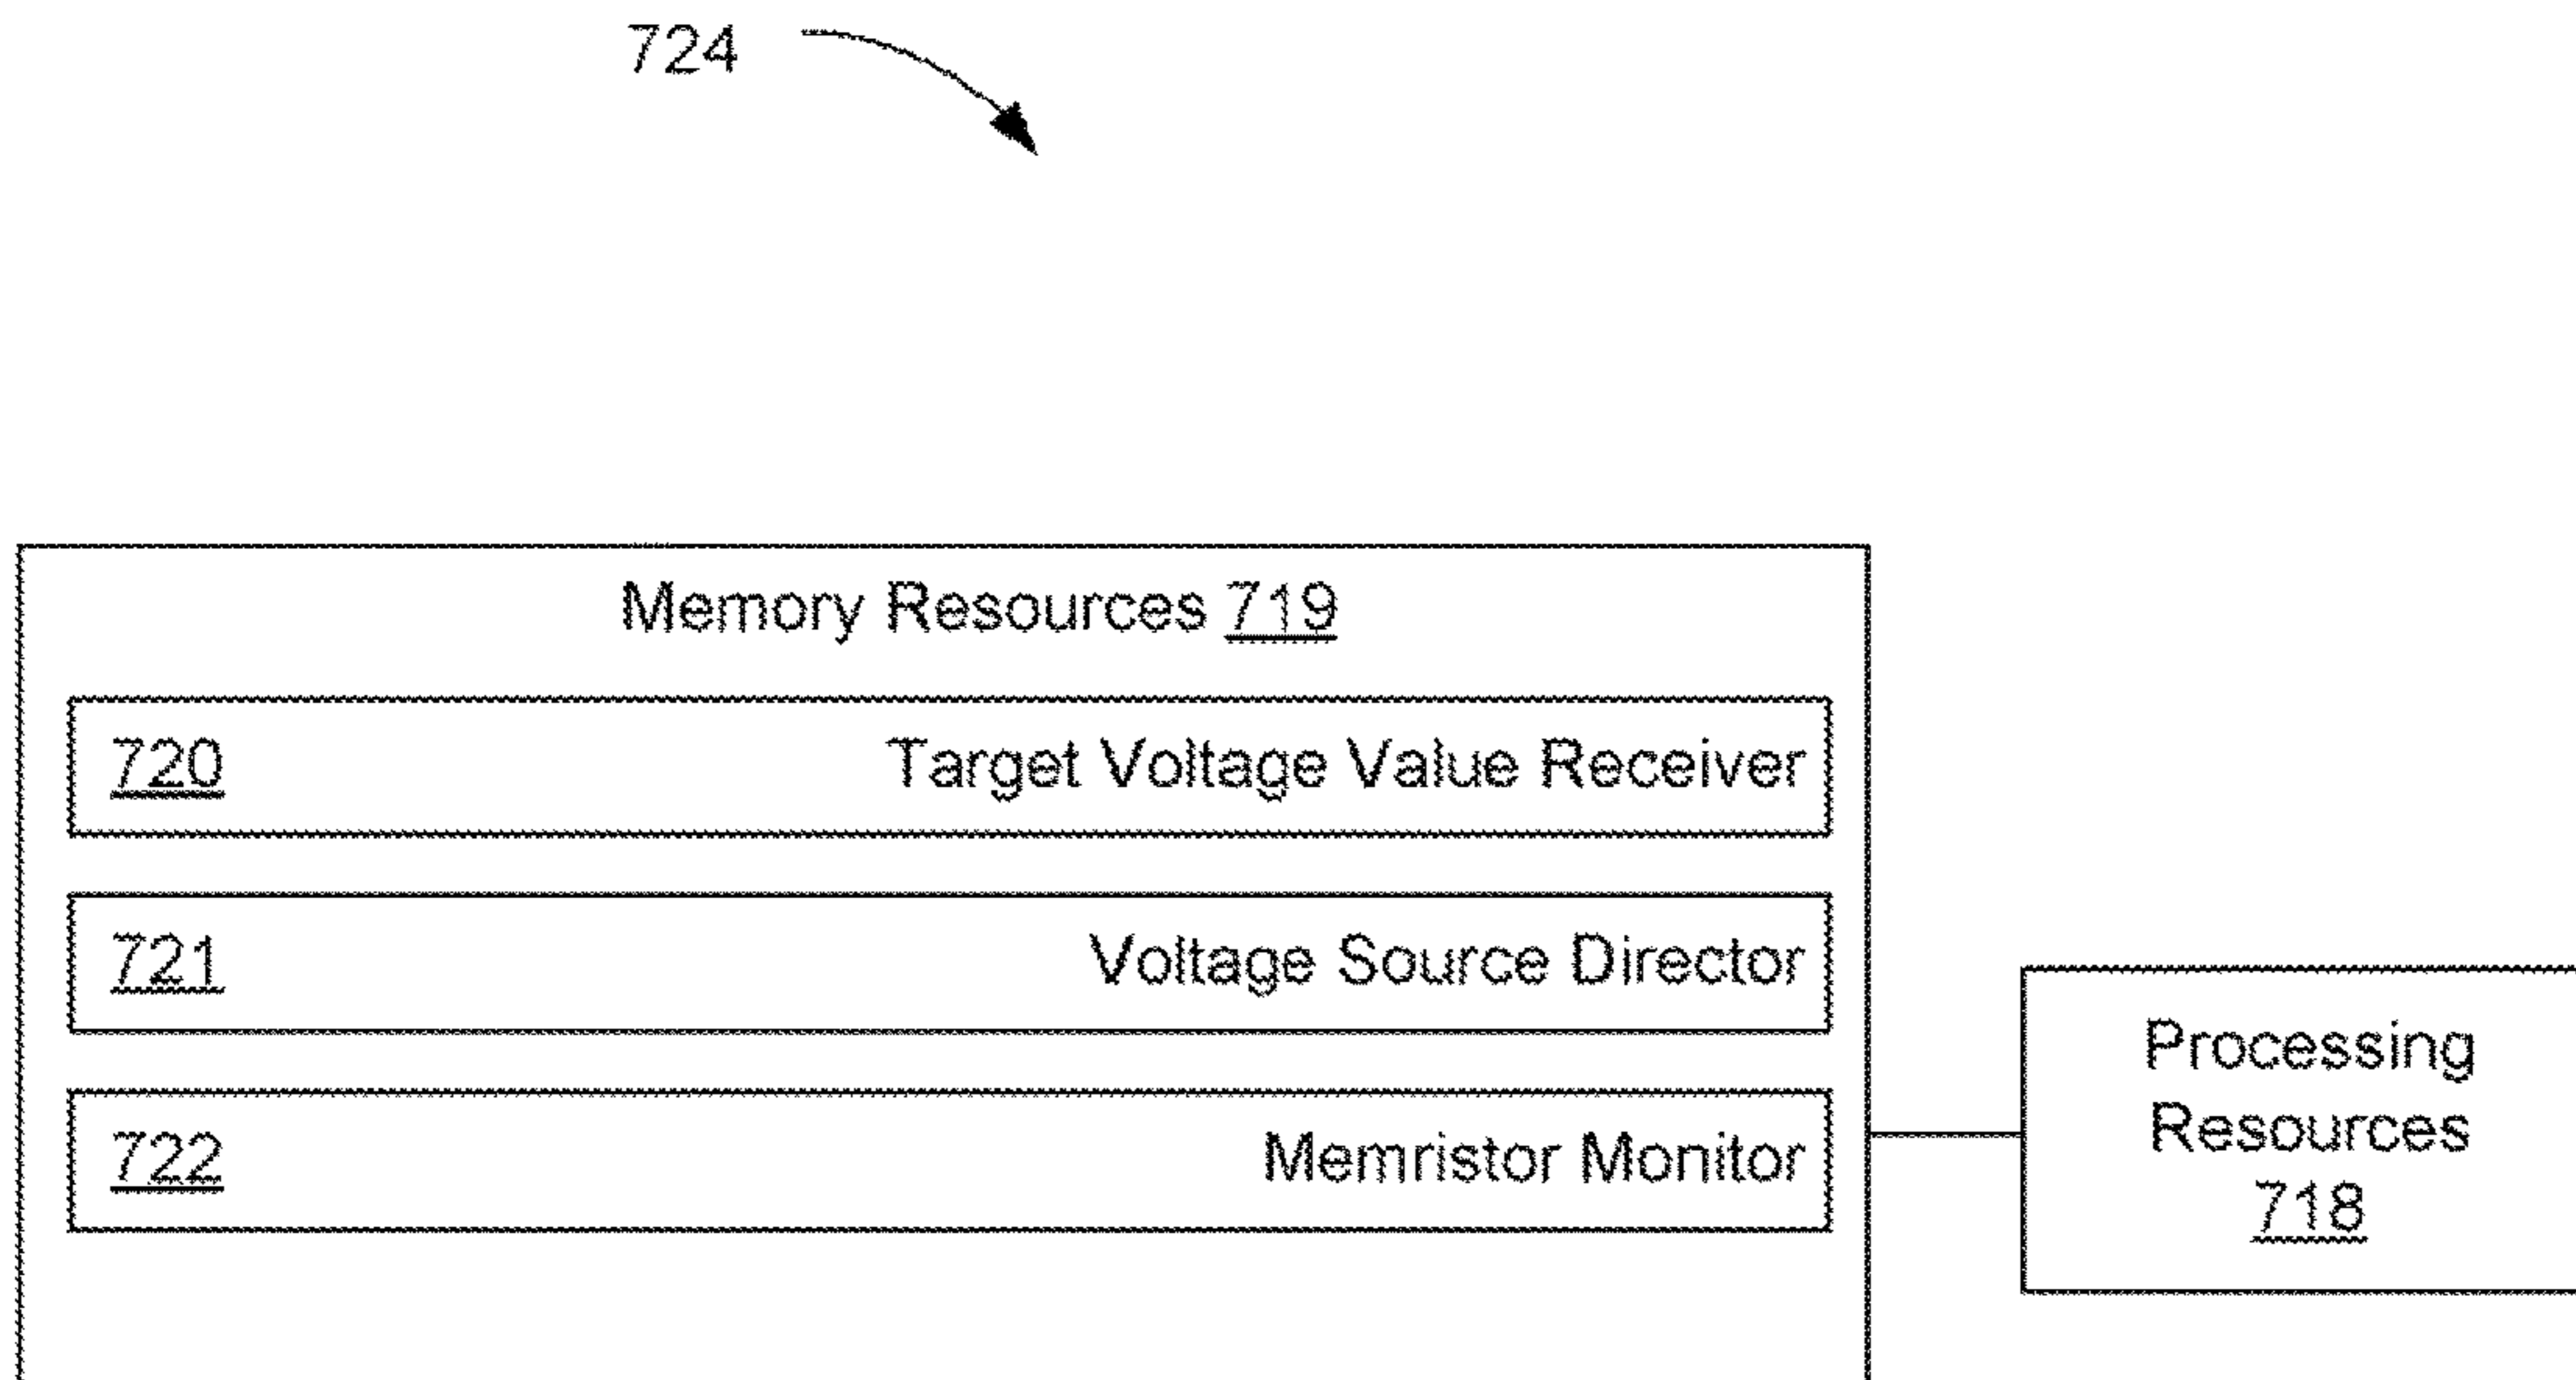 724
Memory Resources 719
720 Target Voltage Value Receiver
721 Voltage Source Director
722 Memristor Monitor
Processing
Resources
718